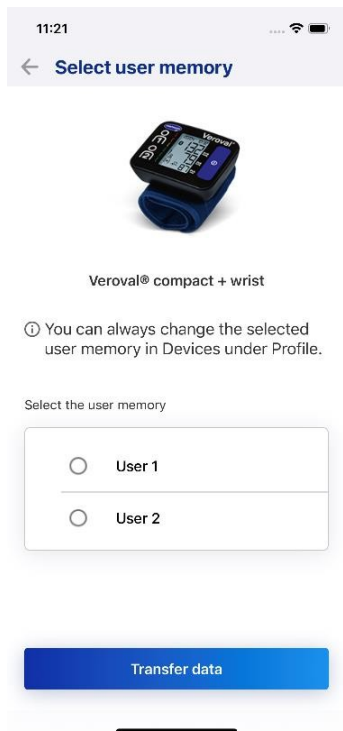 11:21
Select user memory
Veroval®
Veroval® compact + wrist
You can always change the selected
user memory in Devices under Profile.
Select the user memory
User 1
User 2
Transfer data